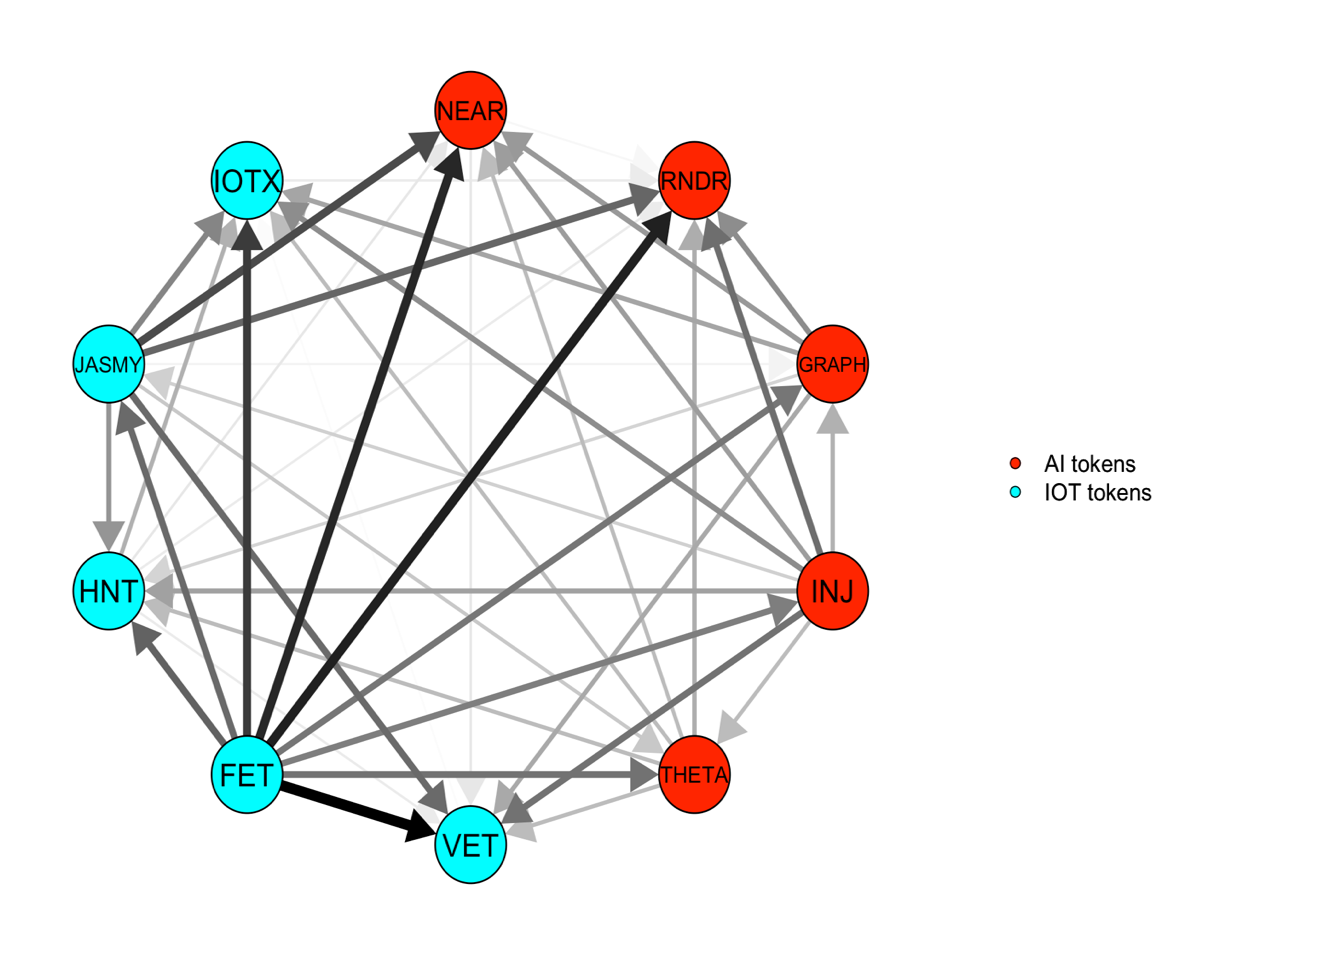 NEAR
IOTX
RNDR
JASMY
GRAPH
AI tokens
IOT tokens
HNT
INJ
FET
THETA
VET